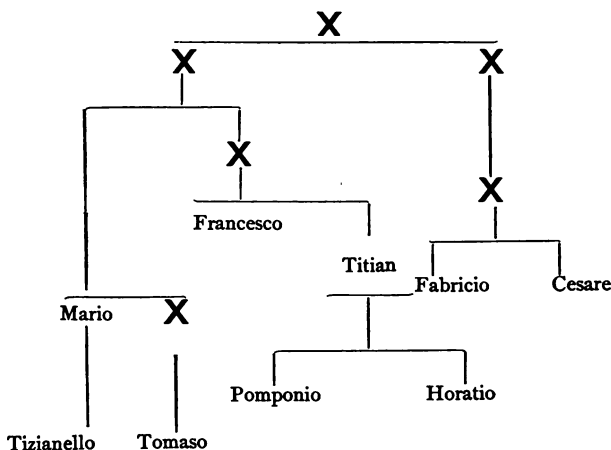 X
X X
X
X
Francesco
Titian
Fabricio Cesare
Mario X
Pomponio Horatio
Tizianello Tomaso